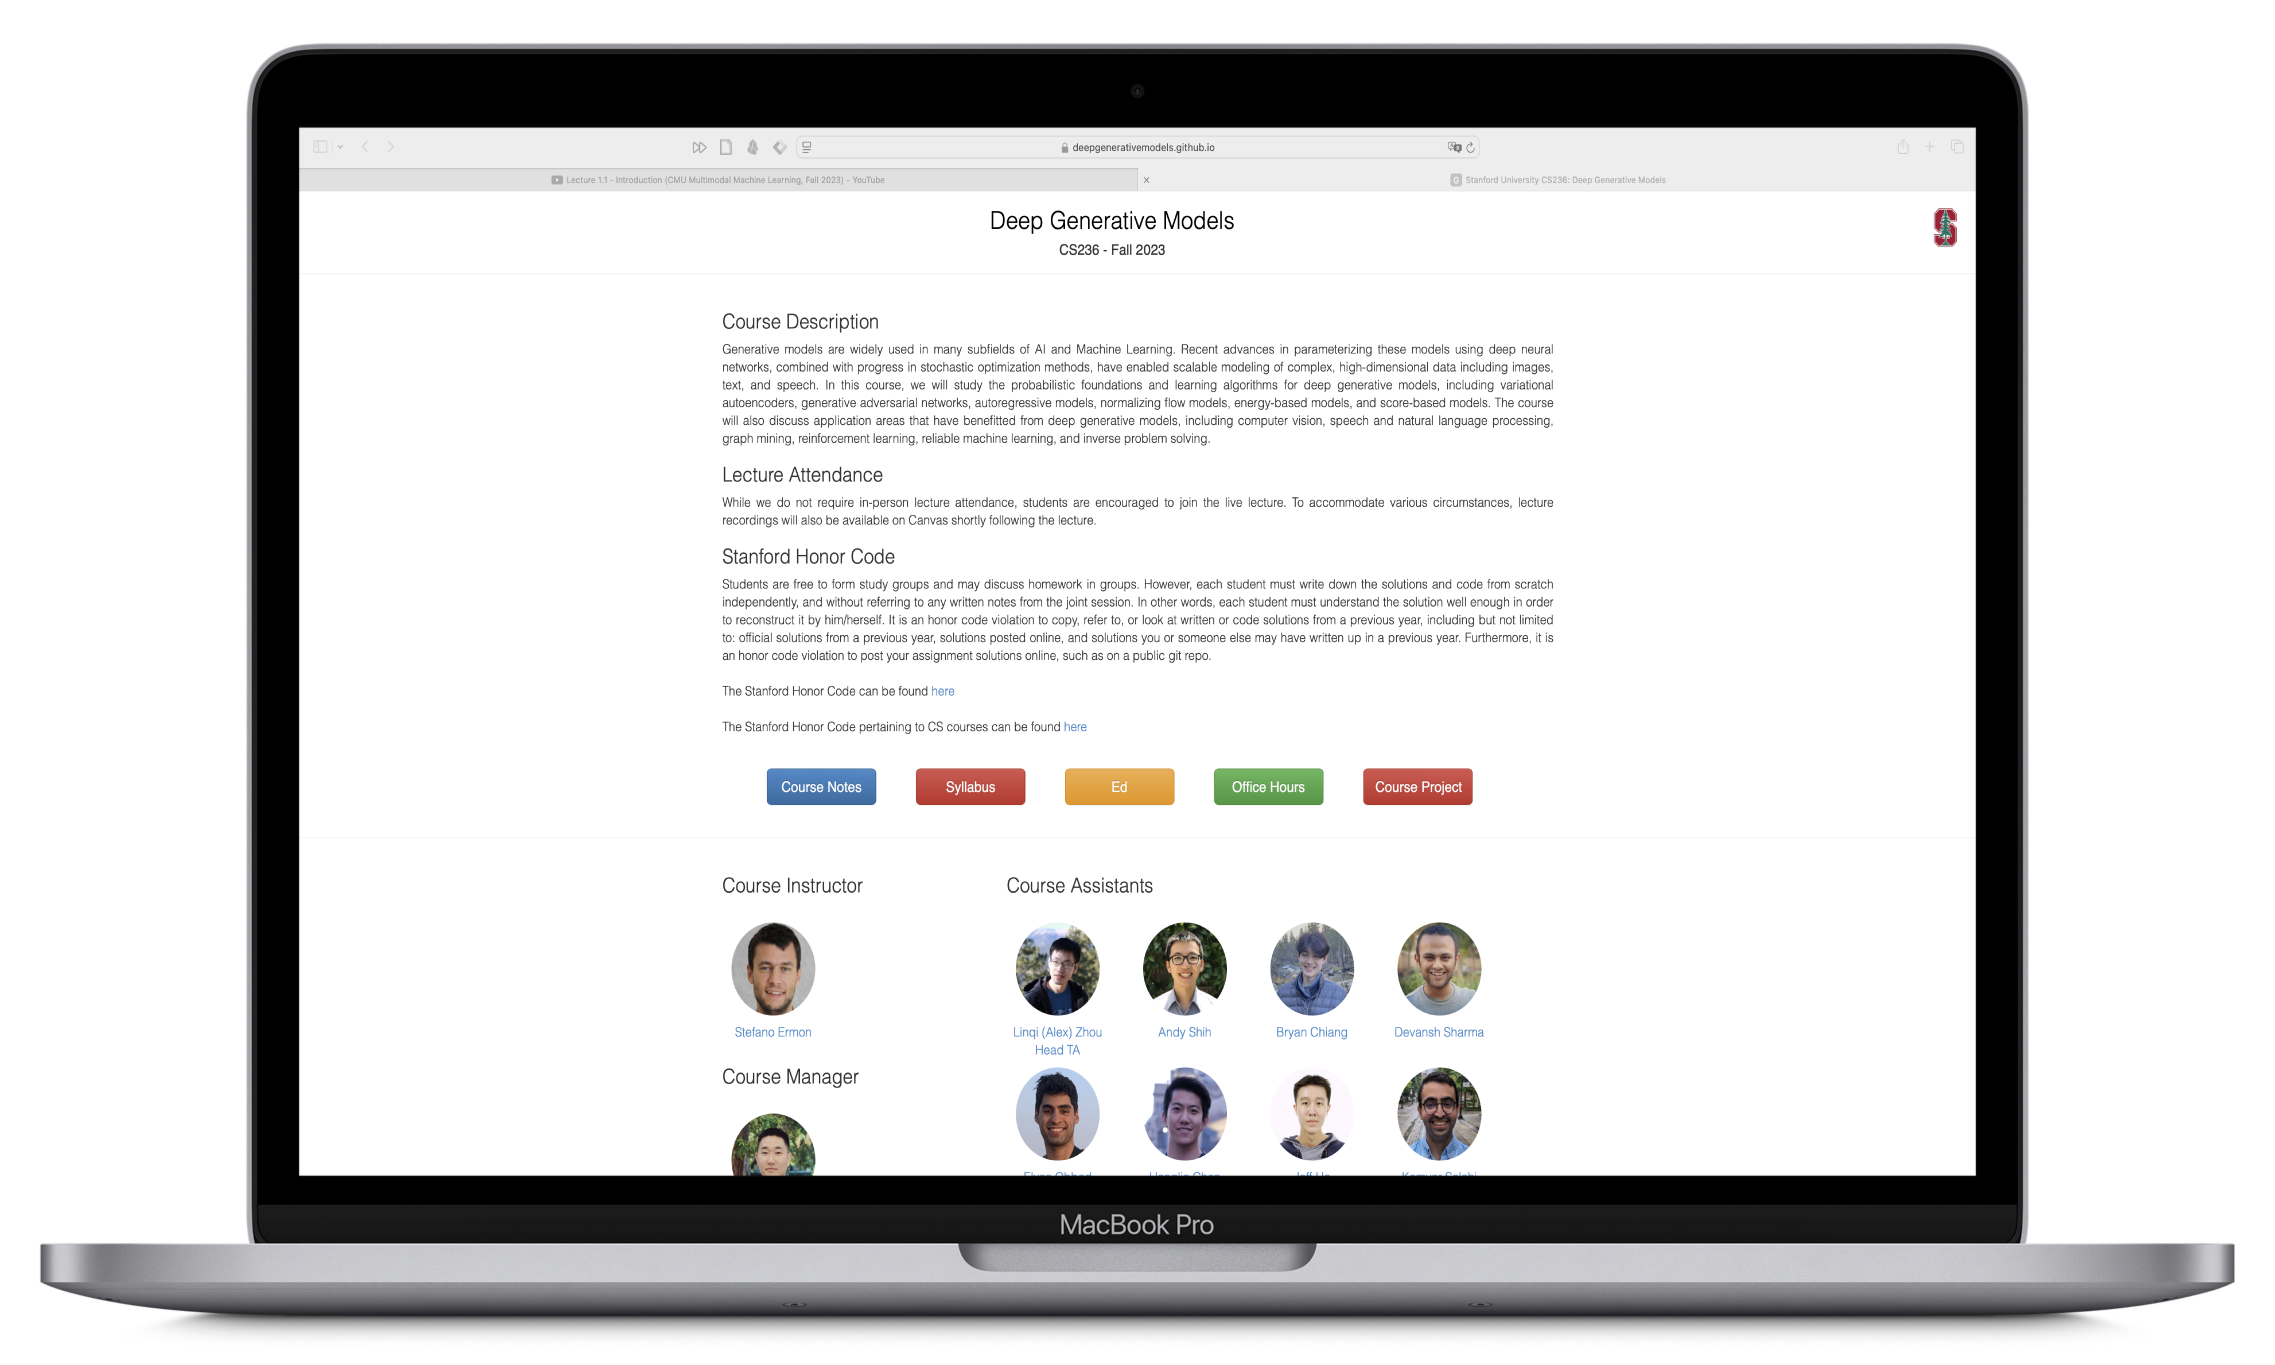 deepgenerativemodels.github.io
Lecture 1.1 - Introduction (CMU Multimodal Machine Learning, Fall 2023) - YouTube
Stanford University CS236: Deep Generative Models
Deep Generative Models
CS236 - Fall 2023
Course Description
Generative models are widely used in many subfields of AI and Machine Learning. Recent advances in parameterizing these models using deep neural
networks, combined with progress in stochastic optimization methods, have enabled scalable modeling of complex, high-dimensional data including images,
text, and speech. In this course, we will study the probabilistic foundations and learning algorithms for deep generative models, including variational
autoencoders, generative adversarial networks, autoregressive models, normalizing flow models, energy-based models, and score-based models. The course
will also discuss application areas that have benefitted from deep generative models, including computer vision, speech and natural language processing,
graph mining, reinforcement learning, reliable machine learning, and inverse problem solving.
Lecture Attendance
While we do not require in-person lecture attendance, students are encouraged to join the live lecture. To accommodate various circumstances, lecture
recordings will also be available on Canvas shortly following the lecture.
Stanford Honor Code
Students are free to form study groups and may discuss homework in groups. However, each student must write down the solutions and code from scratch
independently, and without referring to any written notes from the joint session. In other words, each student must understand the solution well enough in order
to reconstruct it by him/herself. It is an honor code violation to copy, refer to, or look at written or code solutions from a previous year, including but not limited
to: official solutions from a previous year, solutions posted online, and solutions you or someone else may have written up in a previous year. Furthermore, it is
an honor code violation to post your assignment solutions online, such as on a public git repo.
The Stanford Honor Code can be found here
The Stanford Honor Code pertaining to CS courses can be found here
Course Notes
Syllabus
Ed
Office Hours
Course Project
Course Instructor
Course Assistants
Stefano Ermon
Linqi (Alex) Zhou
Head TA
Andy Shih
Bryan Chiang
Devansh Sharma
Course Manager
MacBook Pro